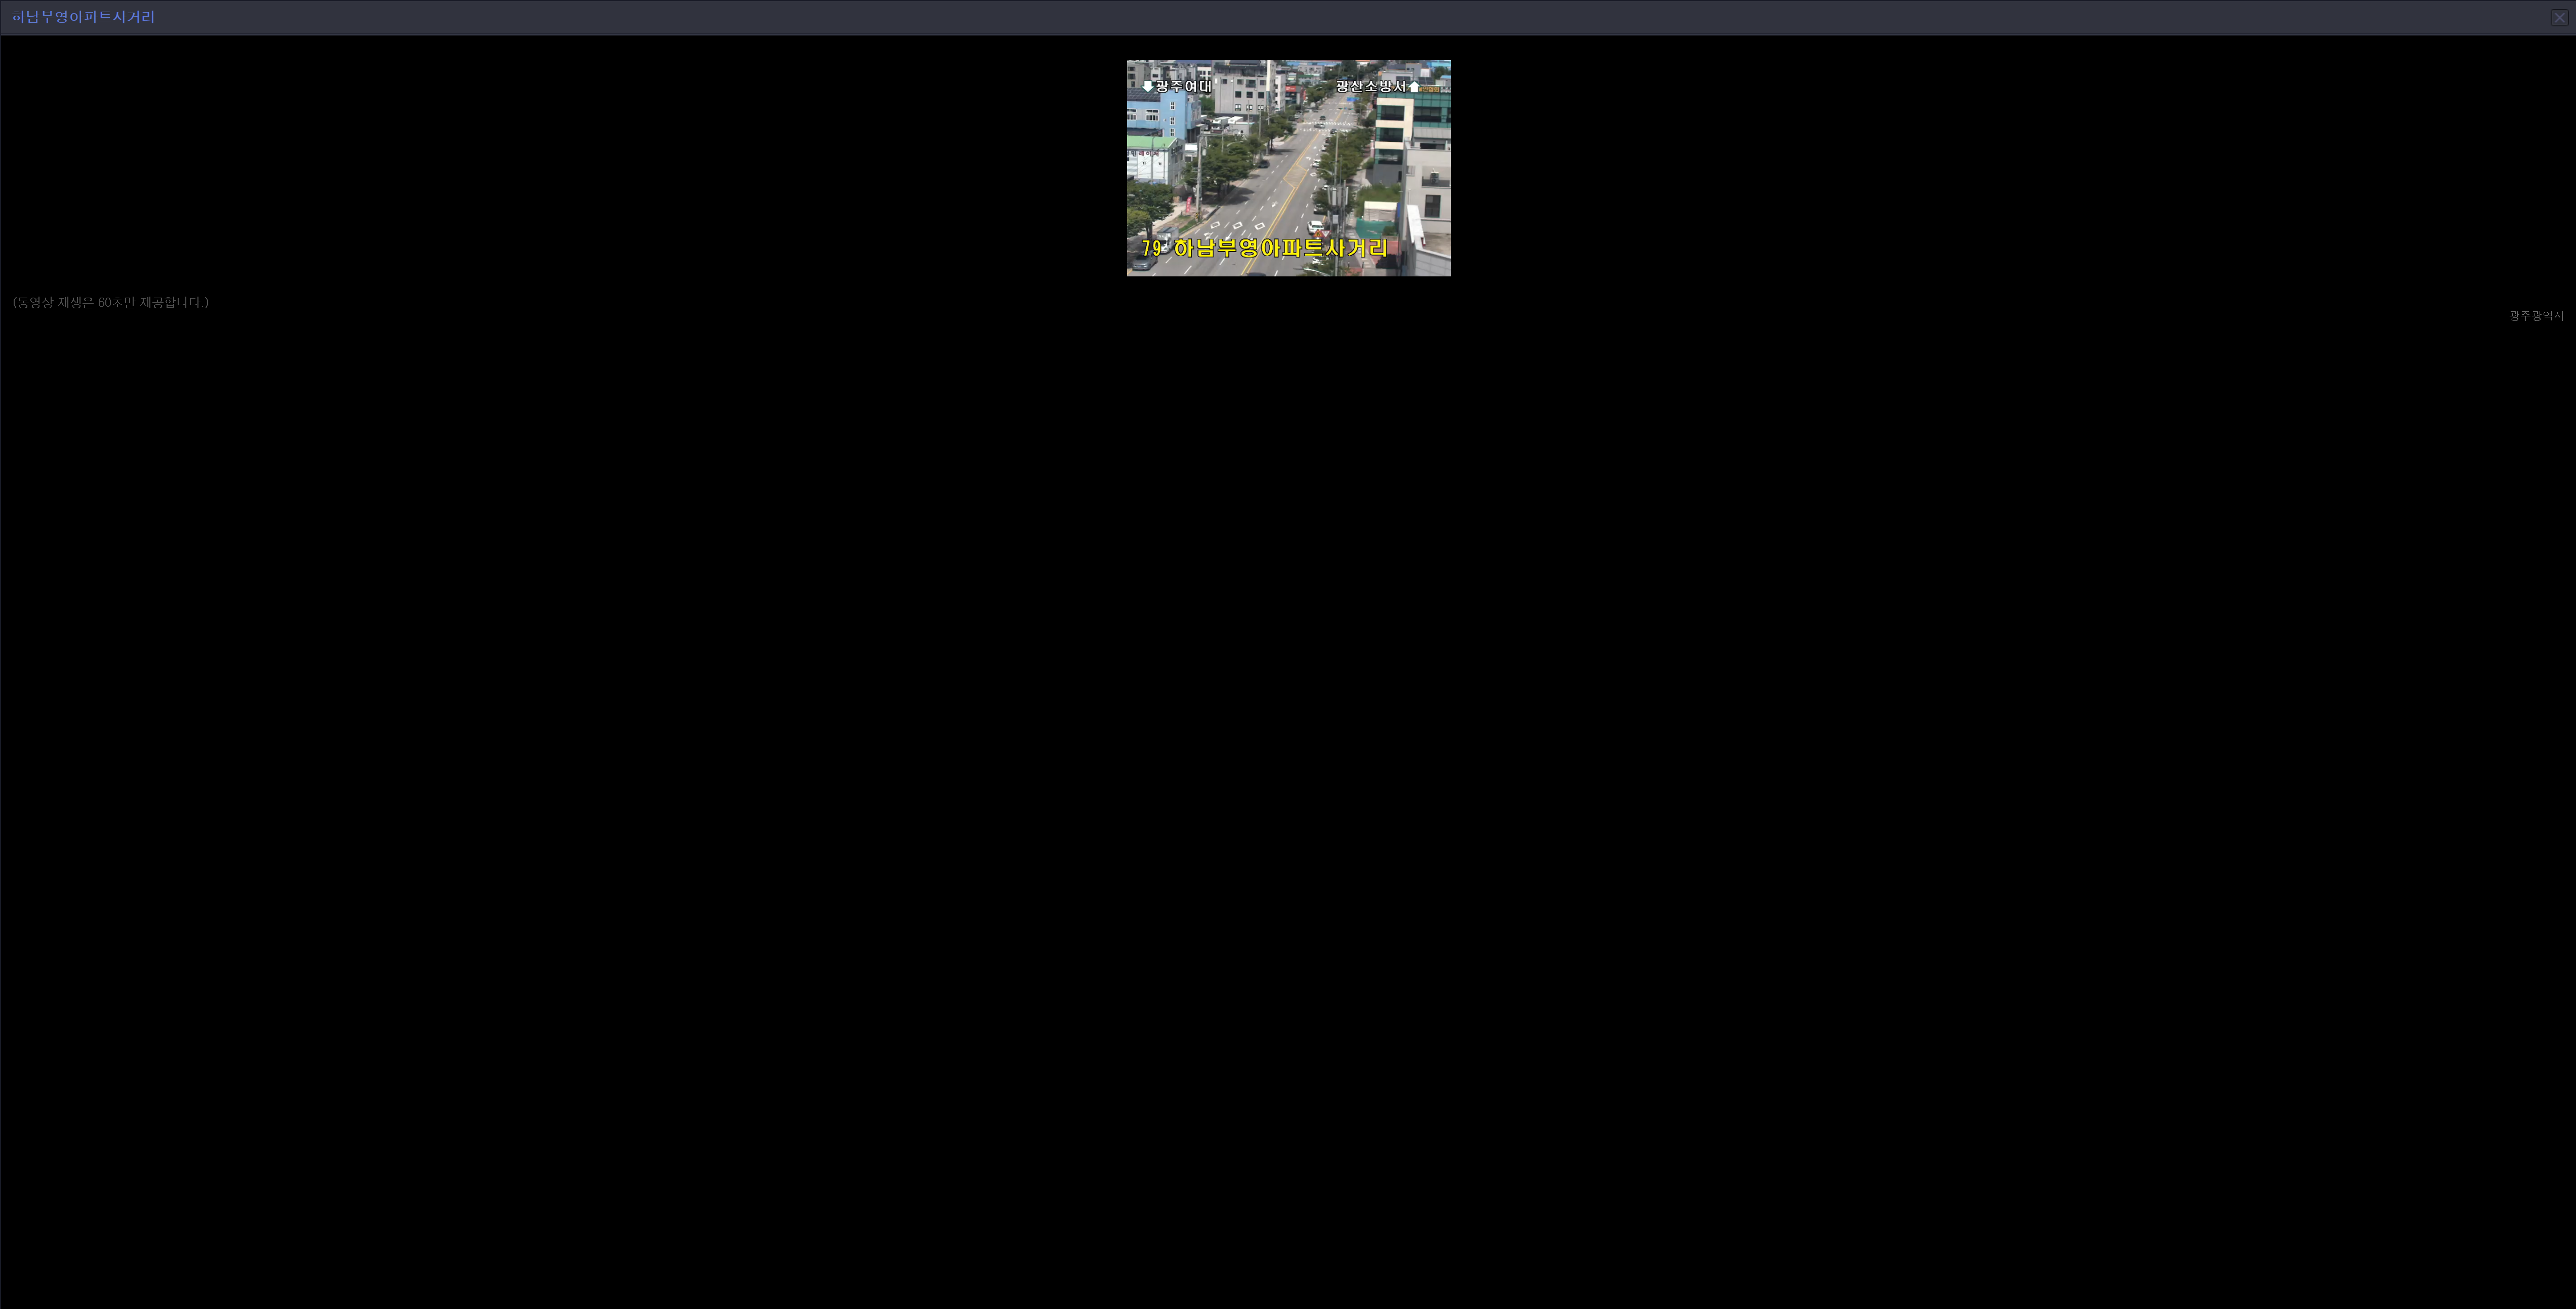 하남부영아파트사거리
⬇광주여대
광산소방서⬆
79 하남부영아파트사거리
(동영상 재생은 60초만 제공합니다.)
광주광역시